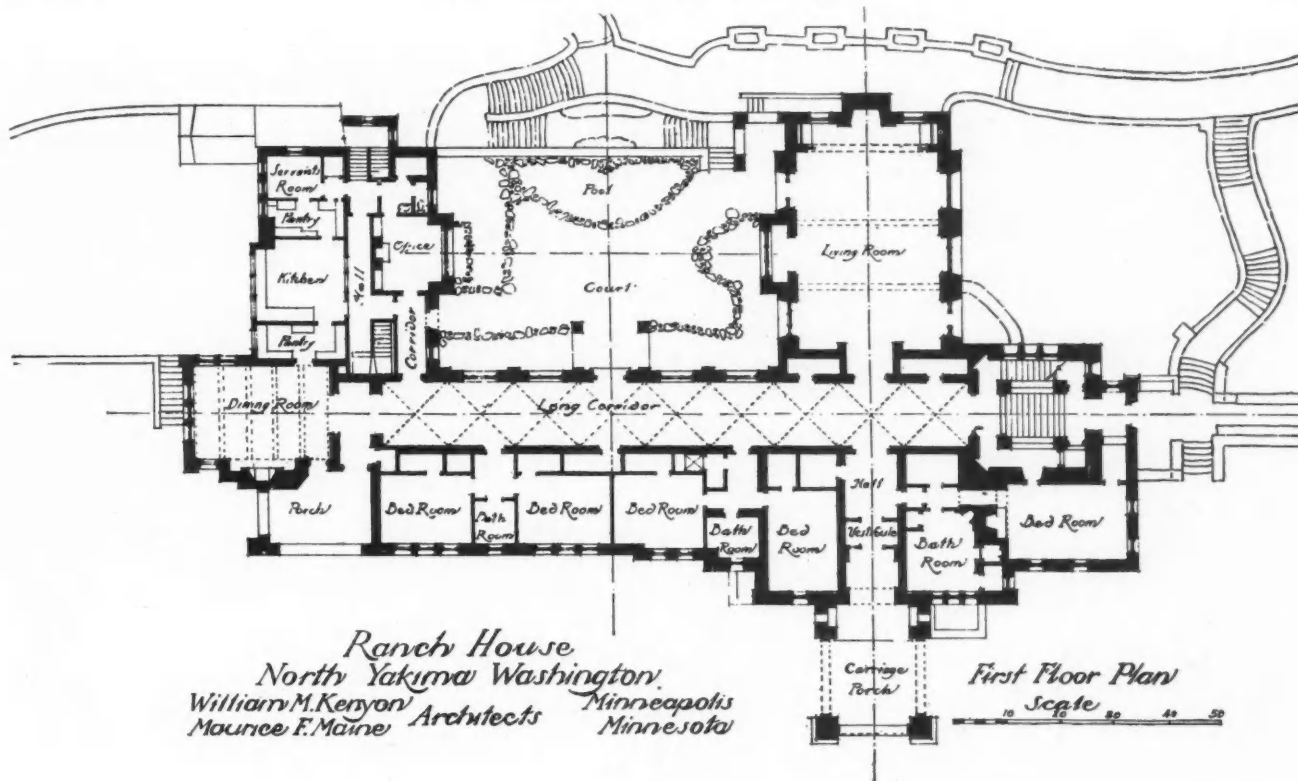 Servants
Room
Pantry
Kitchen
Pantry
Hall
Office
Corridor
Pool
Court
Living Room
Dining Room
Long Corridor
Porch
Bed Room
Bath
Room
Bed Room
Bed Room
Bath
Room
Bed
Room
Hall
Vestibule
Bath
Room
Bed Room
Carriage
Porch
Ranch House
North Yakima Washington
William M. Kenyon
Maurice F. Maine
Architects
Minneapolis
Minnesota
First Floor Plan
Scale
10 20 30 40 50